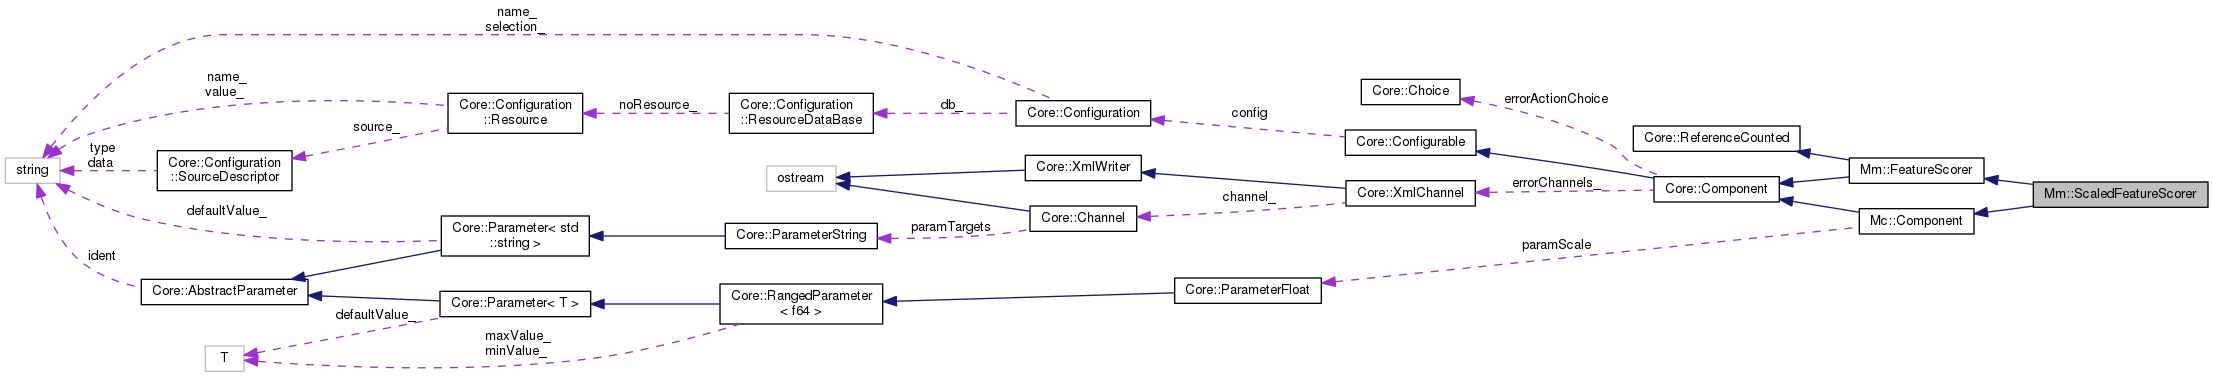 name_
selection_
name_
value_
Core::Configuration
::Resource
noResource_
Core::Configuration
::ResourceDataBase
db_
Core::Configuration
config
Core::Choice
errorActionChoice
Core::Configurable
Core::ReferenceCounted
source_
type
data
string
Core::Configuration
::SourceDescriptor
ostream
Core::XmlWriter
Core::XmlChannel
errorChannels_
Core::Component
Mm::FeatureScorer
Mm::ScaledFeatureScorer
channel_
Core::Channel
Mc::Component
defaultValue_
Core::Parameter< std
::string >
Core::ParameterString
paramTargets
paramScale
ident
Core::AbstractParameter
Core::Parameter< T >
Core::RangedParameter
< f64 >
Core::ParameterFloat
defaultValue_
maxValue_
minValue_
T